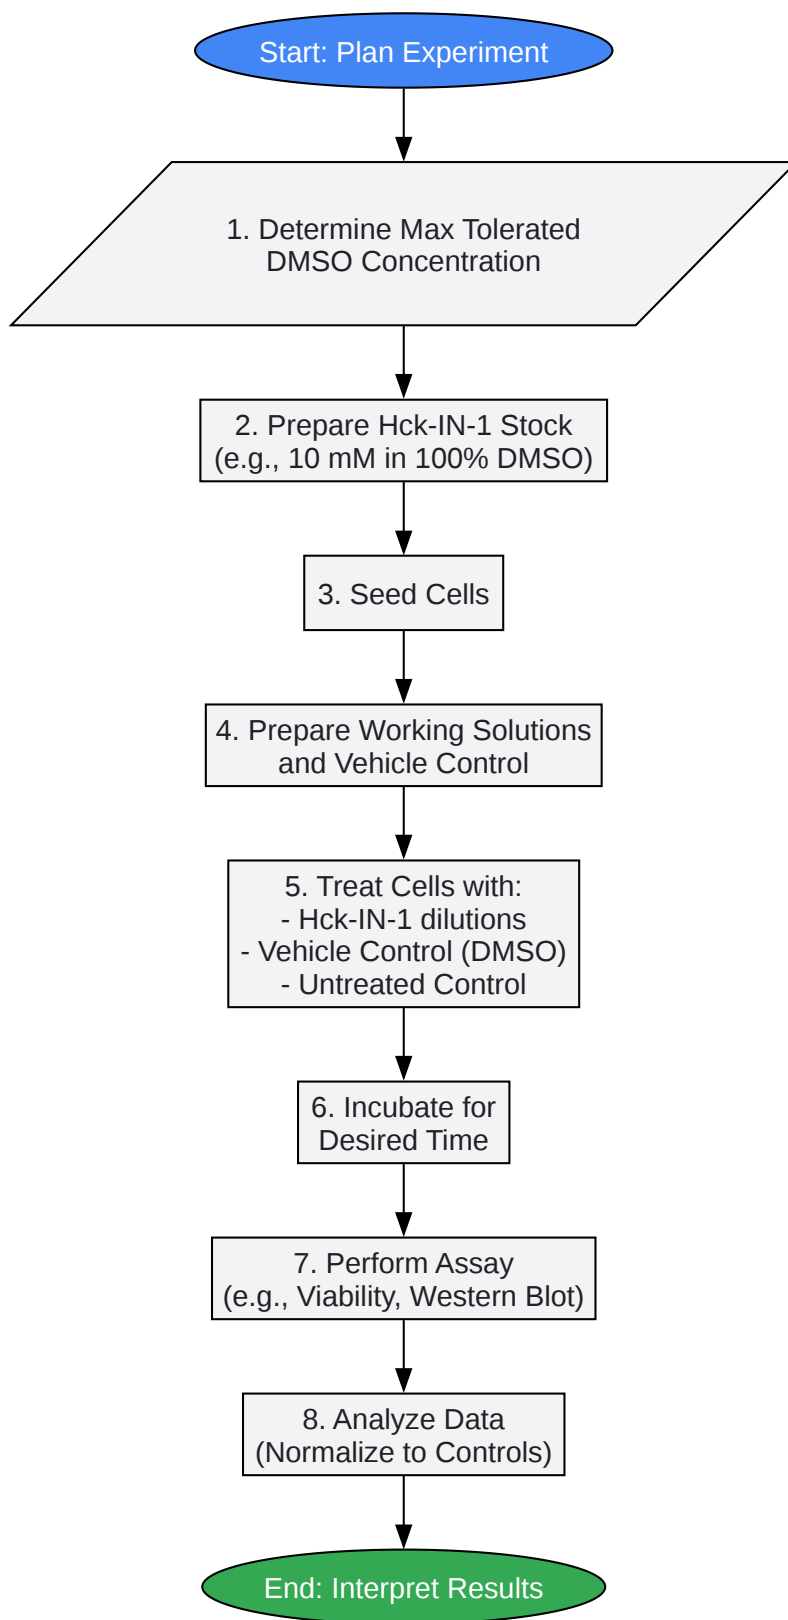 Start: Plan Experiment
1. Determine Max Tolerated
DMSO Concentration
2. Prepare Hck-IN-1 Stock
(e.g., 10 mM in 100% DMSO)
3. Seed Cells
4. Prepare Working Solutions
and Vehicle Control
5. Treat Cells with:
- Hck-IN-1 dilutions
- Vehicle Control (DMSO)
- Untreated Control
6. Incubate for
Desired Time
7. Perform Assay
(e.g., Viability, Western Blot)
8. Analyze Data
(Normalize to Controls)
End: Interpret Results